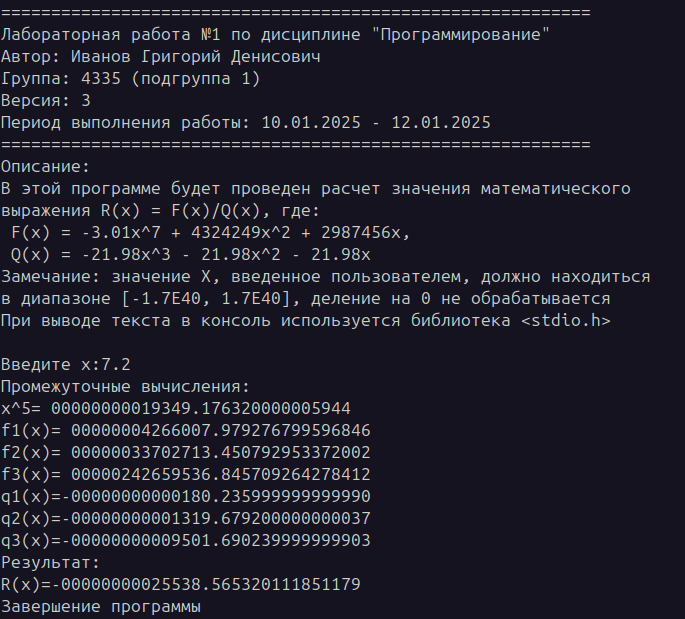 ===========================================================
Лабораторная работа №1 по дисциплине "Программирование"
Автор: Иванов Григорий Денисович
Группа: 4335 (подгруппа 1)
Версия: 3
Период выполнения работы: 10.01.2025 - 12.01.2025
===========================================================
Описание:
В этой программе будет проведен расчет значения математического
выражения R(x) = F(x)/Q(x), где:
 F(x) = -3.01x^7 + 4324249x^2 + 2987456x,
 Q(x) = -21.98x^3 - 21.98x^2 - 21.98x
Замечание: значение X, введенное пользователем, должно находиться
в диапазоне [-1.7E40, 1.7E40], деление на 0 не обрабатывается
При выводе текста в консоль используется библиотека <stdio.h>

Введите x:7.2
Промежуточные вычисления:
x^5= 00000000019349.176320000005944
f1(x)= 00000004266007.979276799596846
f2(x)= 00000033702713.450792953372002
f3(x)= 00000242659536.845709264278412
q1(x)=-00000000000180.235999999999990
q2(x)=-00000000001319.679200000000037
q3(x)=-00000000009501.690239999999903
Результат:
R(x)=-00000000025538.565320111851179
Завершение программы